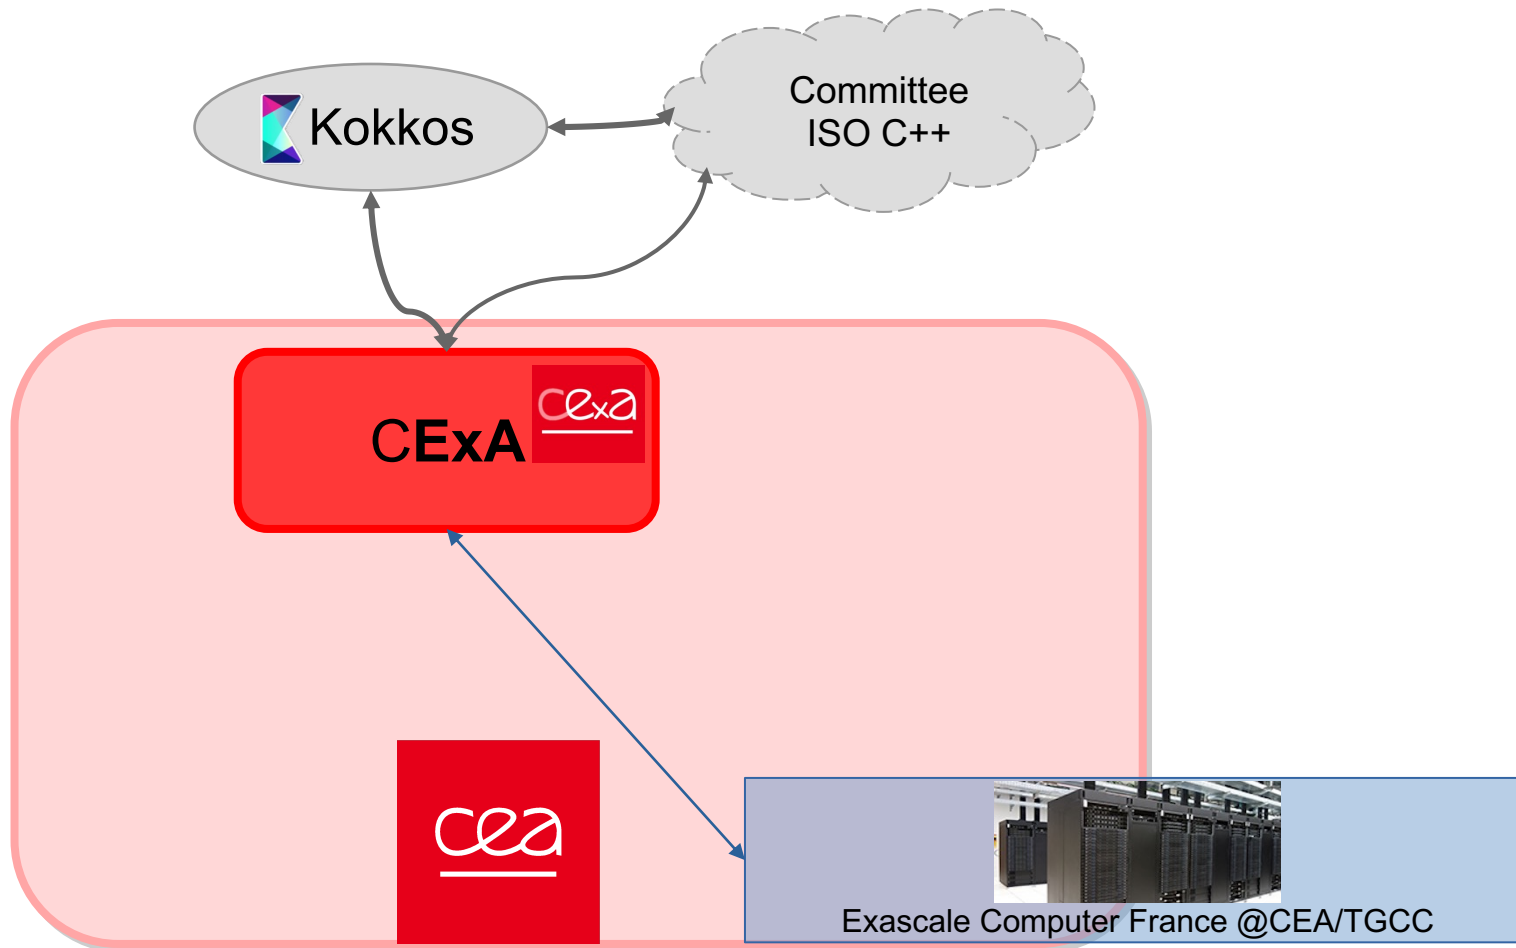 Kokkos
Committee
ISO C++
CExA
cexa
cea
Exascale Computer France @CEA/TGCC